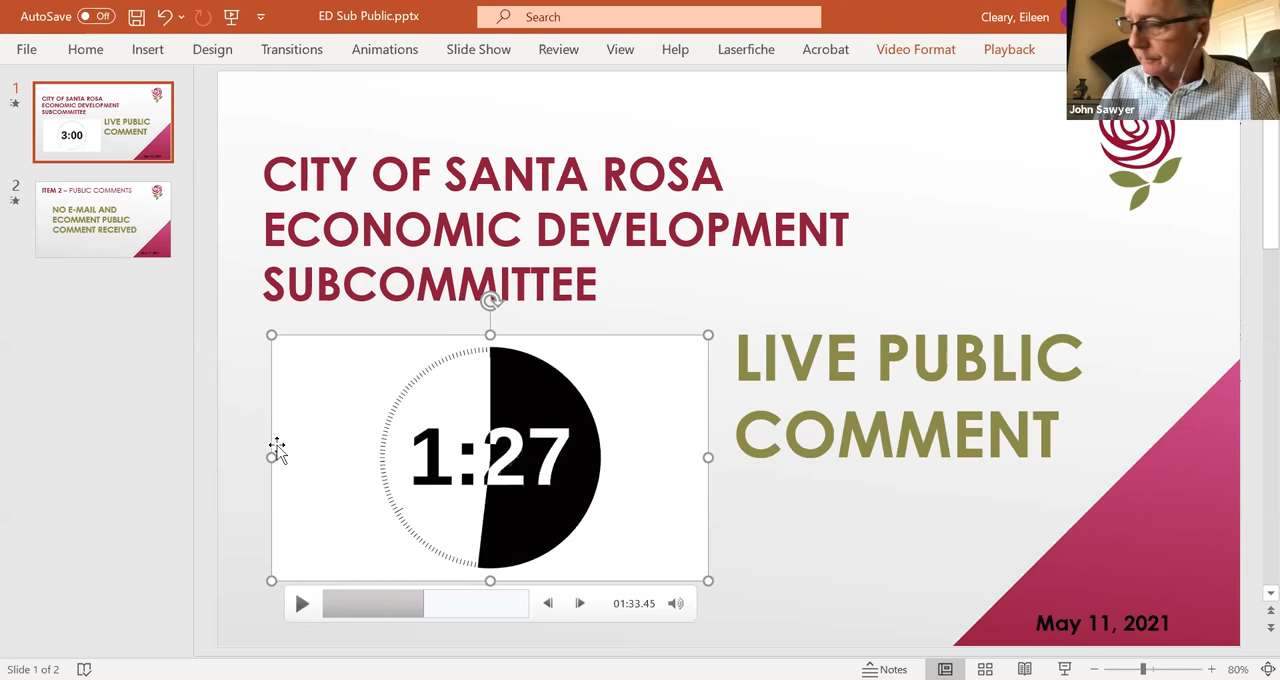 AutoSave Off ED Sub Public.pptx Search Cleary, Eileen
File Home Insert Design Transitions Animations Slide Show Review View Help Laserfiche Acrobat Video Format Playback
John Sawyer
1
CITY OF SANTA ROSA
ECONOMIC DEVELOPMENT
SUBCOMMITTEE
3:00
LIVE PUBLIC
COMMENT
2
ITEM 2 – PUBLIC COMMENTS
NO E-MAIL AND
ECOMMENT PUBLIC
COMMENT RECEIVED
CITY OF SANTA ROSA
ECONOMIC DEVELOPMENT
SUBCOMMITTEE
1:27
LIVE PUBLIC
COMMENT
01:33.45
May 11, 2021
Slide 1 of 2 Notes 80%